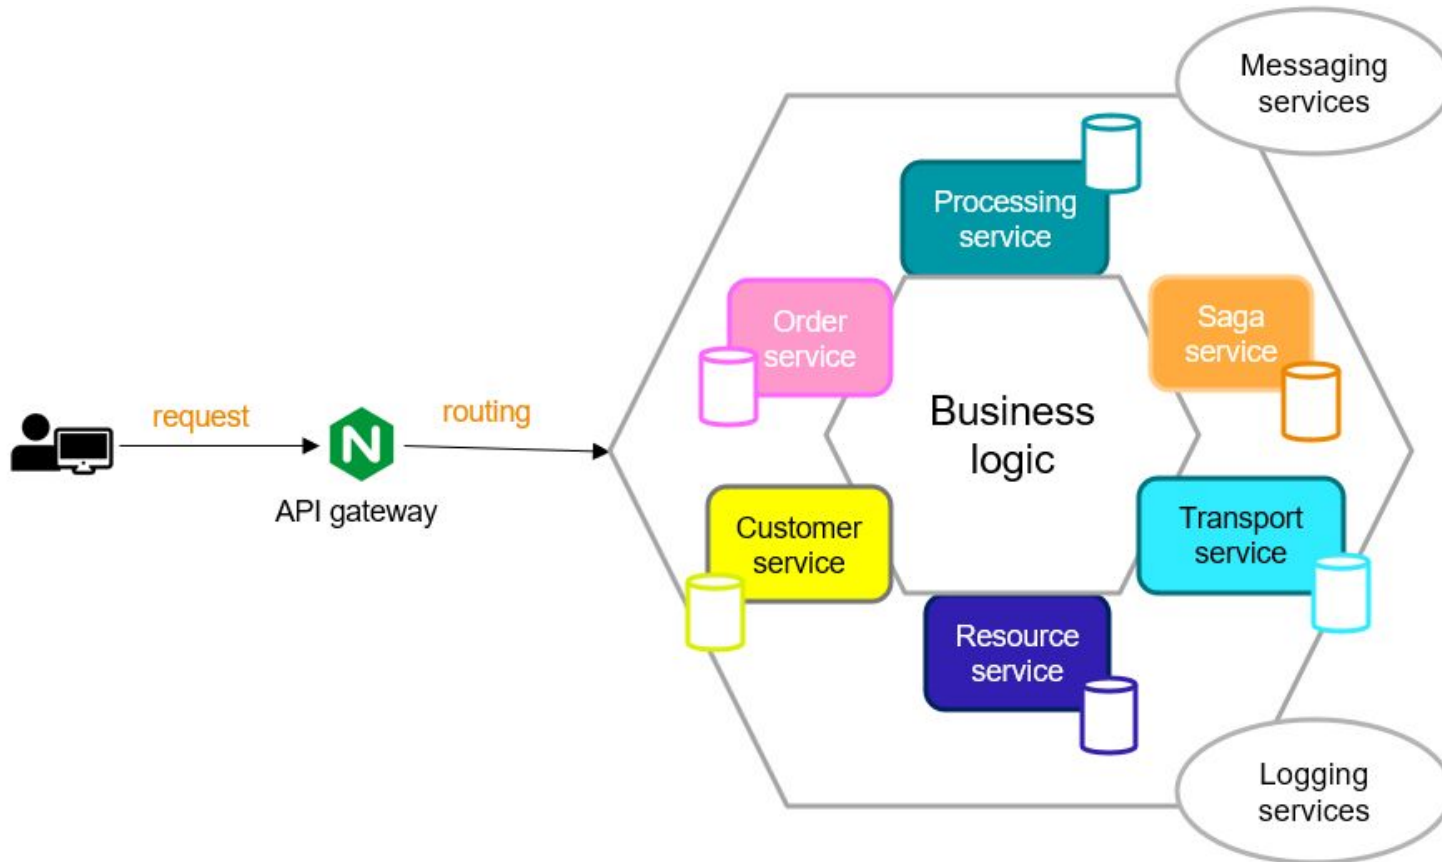 Messaging
services
Processing
service
Order
service
Saga
service
request
routing
N
API gateway
Business
logic
Customer
service
Transport
service
Resource
service
Logging
services